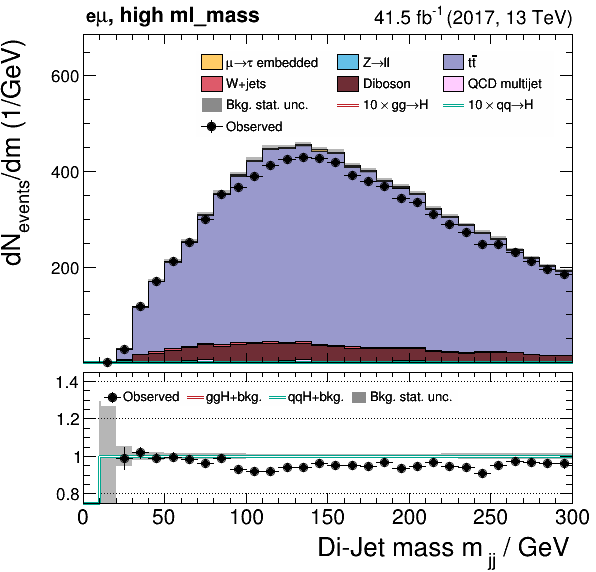 eμ, high ml_mass 41.5 fb⁻¹ (2017, 13 TeV)
dN_events/dm (1/GeV)
600
400
200
μ→τ embedded Z→ll tt̄
W+jets Diboson QCD multijet
Bkg. stat. unc. 10 × gg→H 10 × qq→H
Observed
1.4
1.2
1
0.8
Observed ggH+bkg. qqH+bkg. Bkg. stat. unc.
0 50 100 150 200 250 300
Di-Jet mass m_jj / GeV